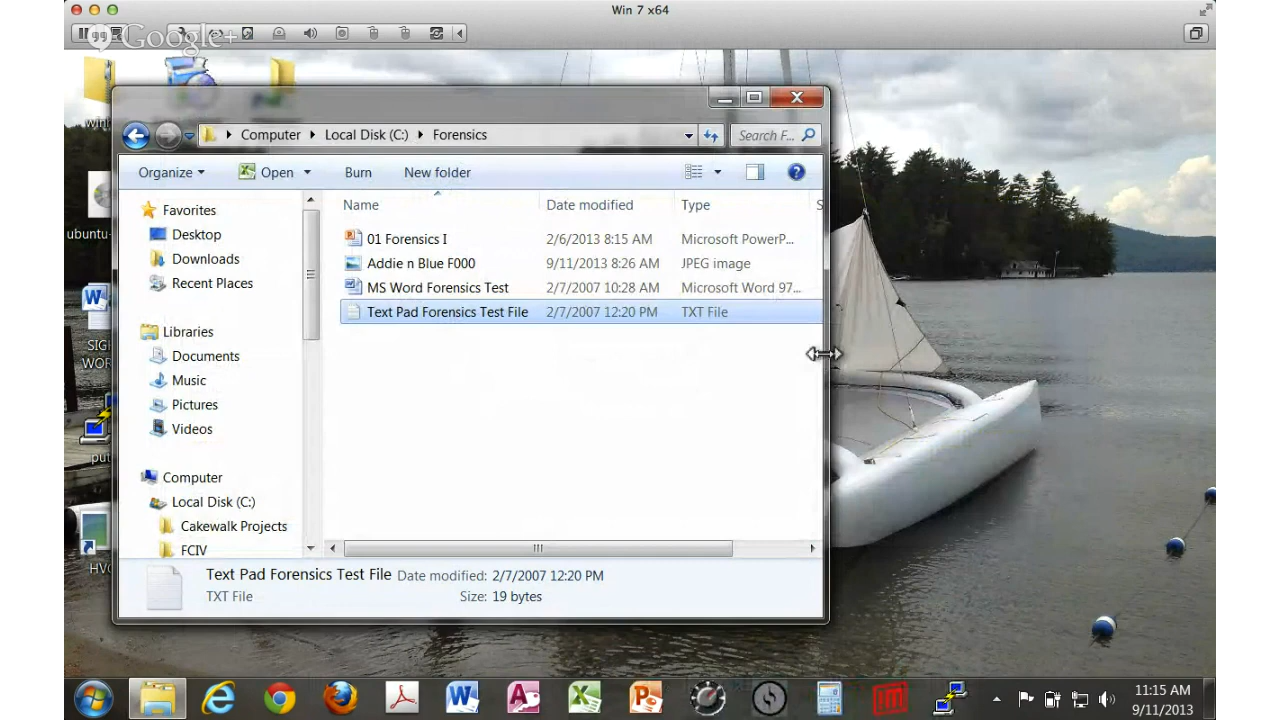 Win 7 x64
Google+
Computer Local Disk (C:) Forensics Search F...
Organize Open Burn New folder
Name Date modified Type S
01 Forensics I 2/6/2013 8:15 AM Microsoft PowerP...
Addie n Blue F000 9/11/2013 8:26 AM JPEG image
MS Word Forensics Test 2/7/2007 10:28 AM Microsoft Word 97...
Text Pad Forensics Test File 2/7/2007 12:20 PM TXT File
Favorites
Desktop
Downloads
Recent Places
Libraries
Documents
Music
Pictures
Videos
Computer
Local Disk (C:)
Cakewalk Projects
FCIV
Text Pad Forensics Test File Date modified: 2/7/2007 12:20 PM
TXT File Size: 19 bytes
ubuntu-
SIG
WOR
put
HVC
11:15 AM
9/11/2013